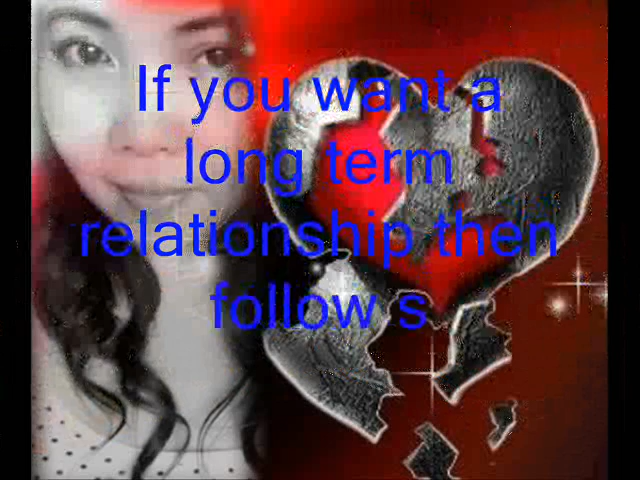 If you want a
long term
relationship then
follow s